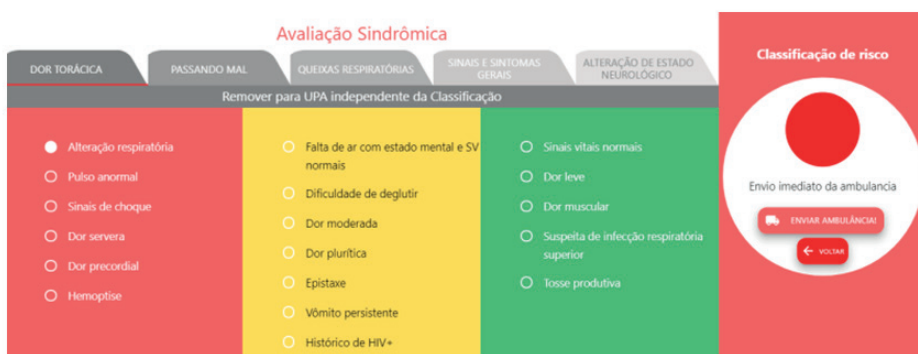 Avaliação Sindrômica
DOR TORÁCICA
PASSANDO MAL
QUEIXAS RESPIRATÓRIAS
SINAIS E SINTOMAS
GERAIS
ALTERAÇÃO DE ESTADO
NEUROLÓGICO
Remover para UPA independente da Classificação
Alteração respiratória
Pulso anormal
Sinais de choque
Dor servera
Dor precordial
Hemoptise
Falta de ar com estado mental e SV
normais
Dificuldade de deglutir
Dor moderada
Dor plurítica
Epistaxe
Vômito persistente
Histórico de HIV+
Sinais vitais normais
Dor leve
Dor muscular
Suspeita de infecção respiratória
superior
Tosse produtiva
Classificação de risco
Envio imediato da ambulancia
ENVIAR AMBULÂNCIA!
VOLTAR